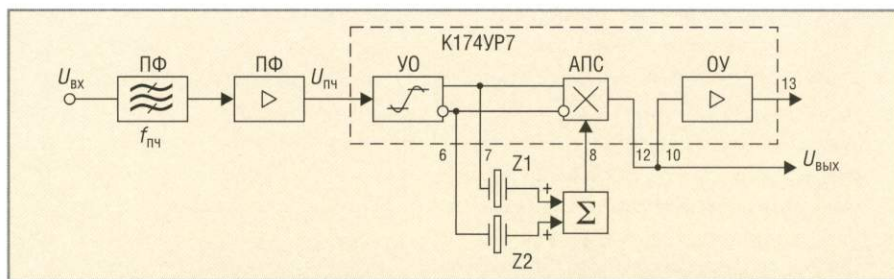 К174УР7
ПФ
ПФ
УО
АПС
ОУ
Uвх
Uпч
fпч
13
6
7
8
12
10
Z1
Z2
+
+
Σ
Uвых